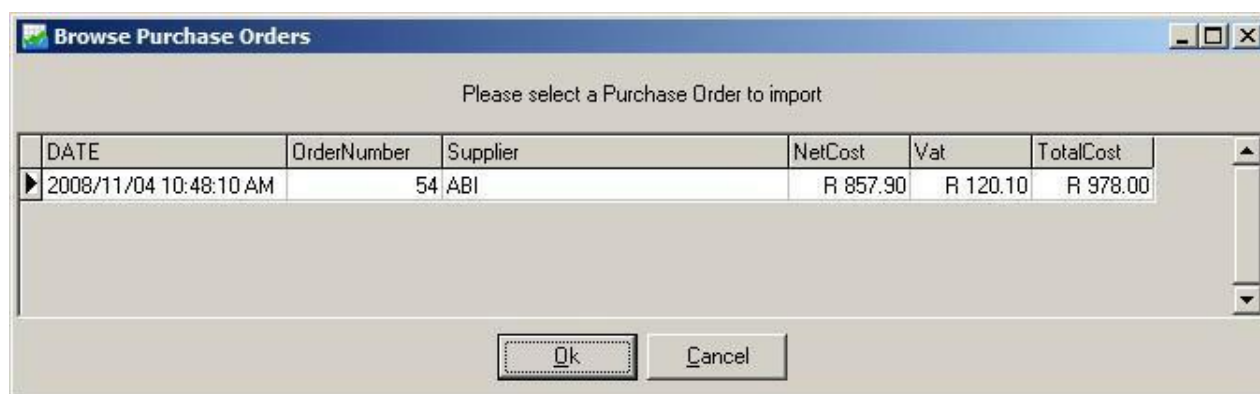 Browse Purchase Orders
Please select a Purchase Order to import
DATE OrderNumber Supplier NetCost Vat TotalCost
2008/11/04 10:48:10 AM 54 ABI R 857.90 R 120.10 R 978.00
Ok Cancel